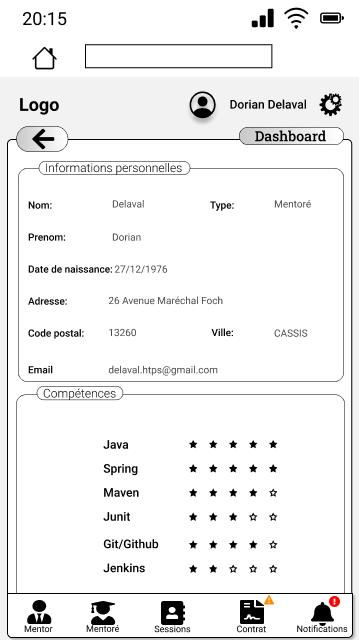 20:15
Logo
Dorian Delaval
Dashboard
Informations personnelles
Nom: Delaval Type: Mentoré
Prenom: Dorian
Date de naissance: 27/12/1976
Adresse: 26 Avenue Maréchal Foch
Code postal: 13260 Ville: CASSIS
Email delaval.htps@gmail.com
Compétences
Java
Spring
Maven
Junit
Git/Github
Jenkins
Mentor Mentoré Sessions Contrat Notifications